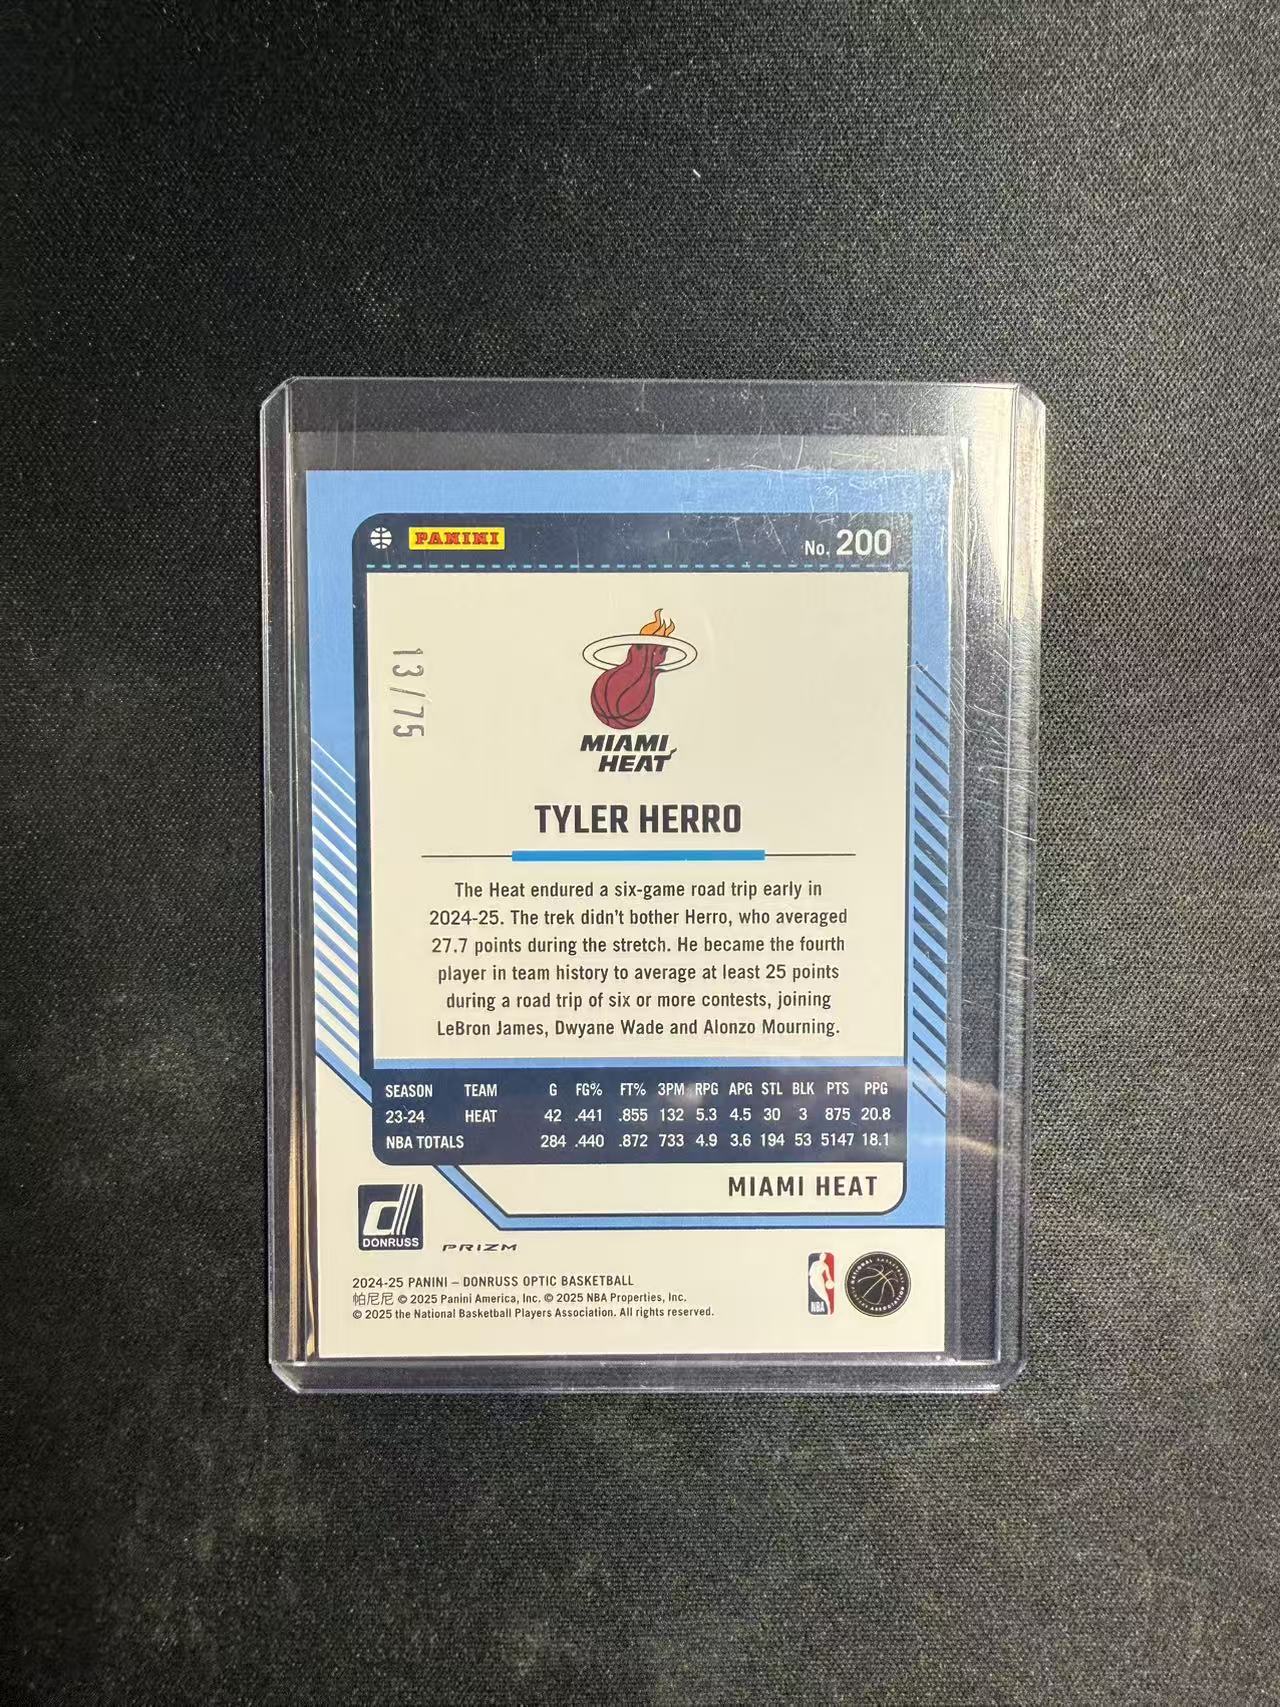 PANINI
No. 200
13/75
MIAMI
HEAT
TYLER HERRO
The Heat endured a six-game road trip early in
2024-25. The trek didn't bother Herro, who averaged
27.7 points during the stretch. He became the fourth
player in team history to average at least 25 points
during a road trip of six or more contests, joining
LeBron James, Dwyane Wade and Alonzo Mourning.
SEASON TEAM G FG% FT% 3PM RPG APG STL BLK PTS PPG
23-24 HEAT 42 .441 .855 132 5.3 4.5 30 3 875 20.8
NBA TOTALS 284 .440 .872 733 4.9 3.6 194 53 5147 18.1
MIAMI HEAT
d
DONRUSS
PRIZM
2024-25 PANINI – DONRUSS OPTIC BASKETBALL
帕尼尼 © 2025 Panini America, Inc. © 2025 NBA Properties, Inc.
© 2025 the National Basketball Players Association. All rights reserved.
NBA
NATIONAL BASKETBALL PLAYERS ASSOCIATION